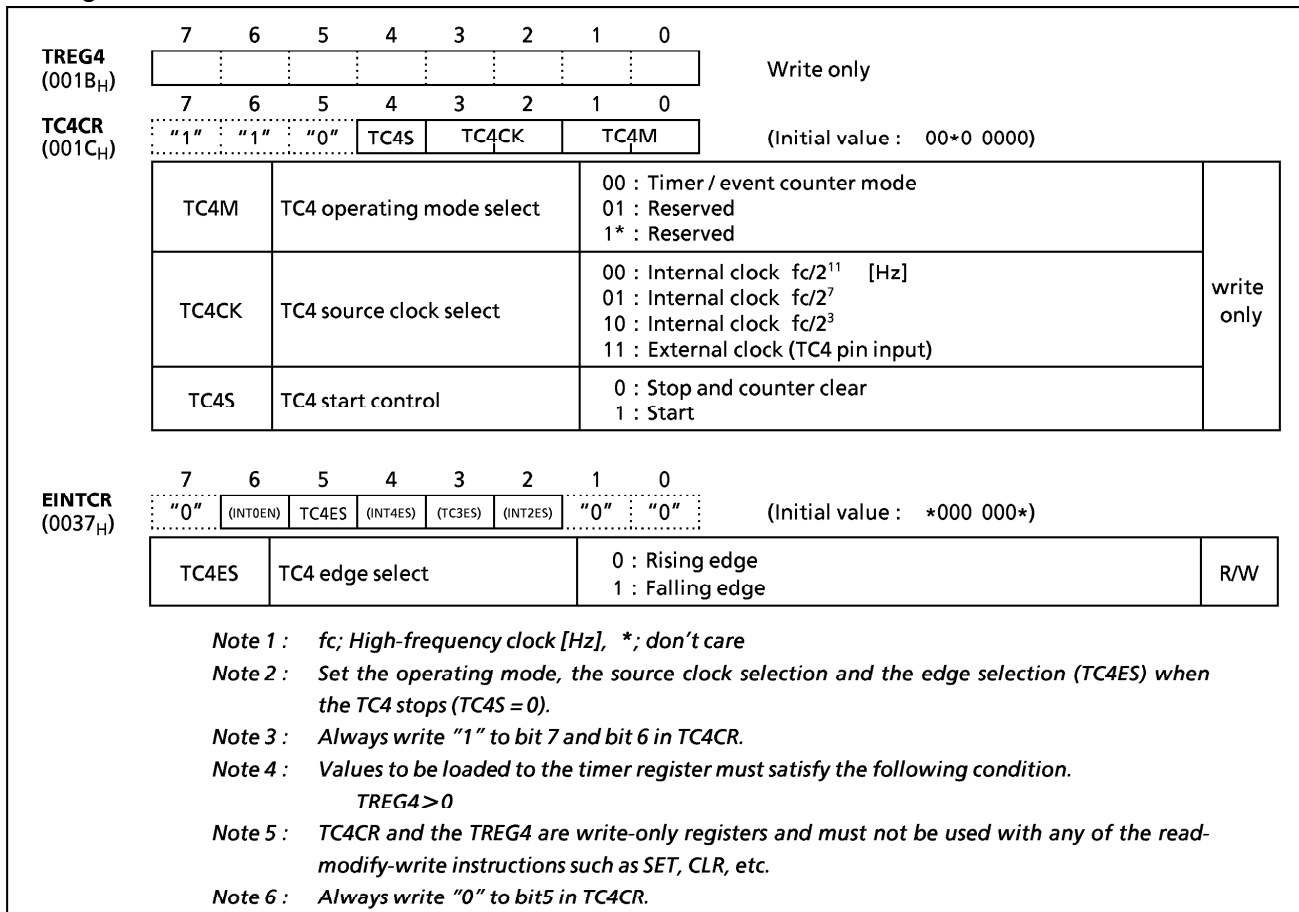 7 6 5 4 3 2 1 0
TREG4
(001BH)
Write only
7 6 5 4 3 2 1 0
TC4CR
(001CH)
"1" "1" "0" TC4S TC4CK TC4M (Initial value : 00*0 0000)
TC4M TC4 operating mode select
00 : Timer / event counter mode
01 : Reserved
1* : Reserved
TC4CK TC4 source clock select
00 : Internal clock fc/2¹¹ [Hz]
01 : Internal clock fc/2⁷
10 : Internal clock fc/2³
11 : External clock (TC4 pin input)
TC4S TC4 start control
0 : Stop and counter clear
1 : Start
write
only
7 6 5 4 3 2 1 0
EINTCR
(0037H)
"0" (INT0EN) TC4ES (INT4ES) (TC3ES) (INT2ES) "0" "0" (Initial value : *000 000*)
TC4ES TC4 edge select
0 : Rising edge
1 : Falling edge
R/W
Note 1 : fc; High-frequency clock [Hz], *; don't care
Note 2 : Set the operating mode, the source clock selection and the edge selection (TC4ES) when
the TC4 stops (TC4S = 0).
Note 3 : Always write "1" to bit 7 and bit 6 in TC4CR.
Note 4 : Values to be loaded to the timer register must satisfy the following condition.
TREG4>0
Note 5 : TC4CR and the TREG4 are write-only registers and must not be used with any of the read-
modify-write instructions such as SET, CLR, etc.
Note 6 : Always write "0" to bit5 in TC4CR.